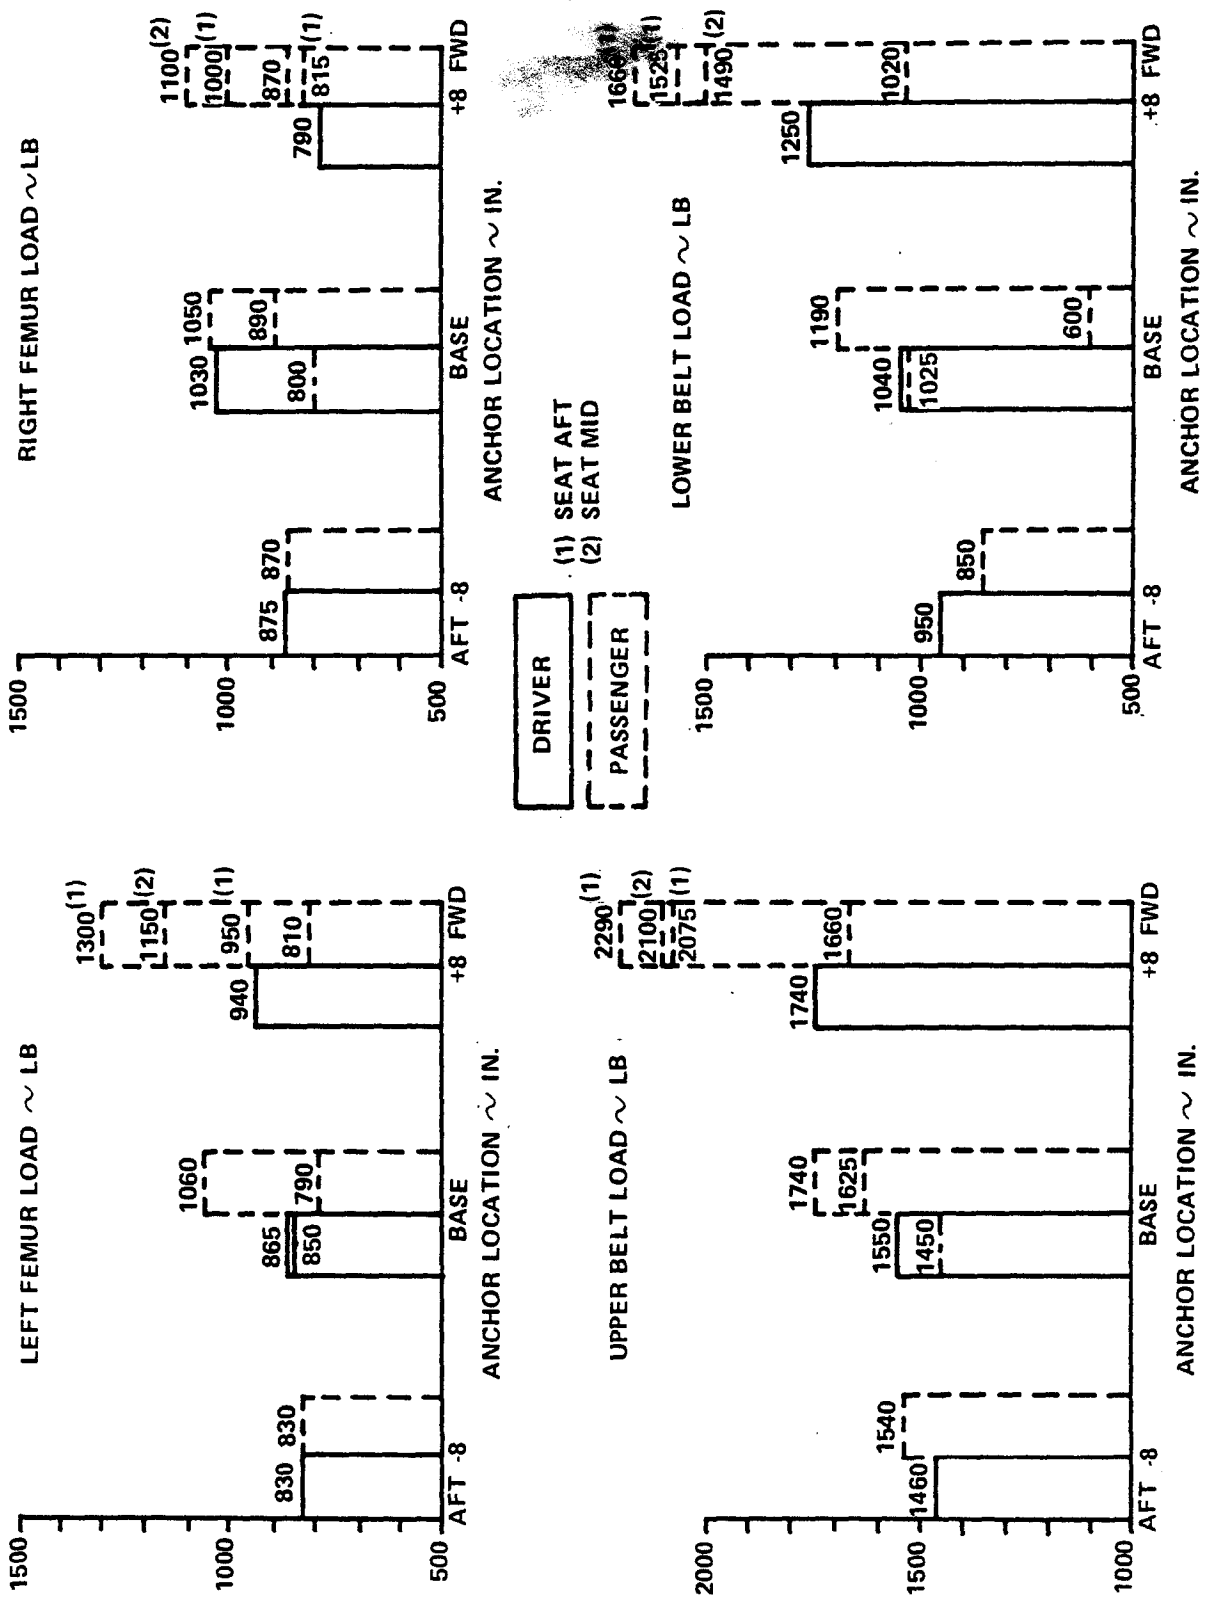 LEFT FEMUR LOAD ~ LB
1500
1000
500
830
830
865
850
1060
790
940
1300(1)
1150(2)
950(1)
810
AFT -8
BASE
+8 FWD
ANCHOR LOCATION ~ IN.
RIGHT FEMUR LOAD ~ LB
1500
1000
500
875
870
1030
800
1050
890
790
1100(2)
1000(1)
870
815(1)
AFT -8
BASE
+8 FWD
ANCHOR LOCATION ~ IN.
DRIVER
PASSENGER
(1) SEAT AFT
(2) SEAT MID
UPPER BELT LOAD ~ LB
2000
1500
1000
1460
1540
1550
1450
1740
1625
1740
2290(1)
2100(2)
2075(1)
1660
AFT -8
BASE
+8 FWD
ANCHOR LOCATION ~ IN.
LOWER BELT LOAD ~ LB
1500
1000
500
950
850
1040
1025
1190
600
1250
1660(1)
1525(1)
1490(2)
1020
AFT -8
BASE
+8 FWD
ANCHOR LOCATION ~ IN.